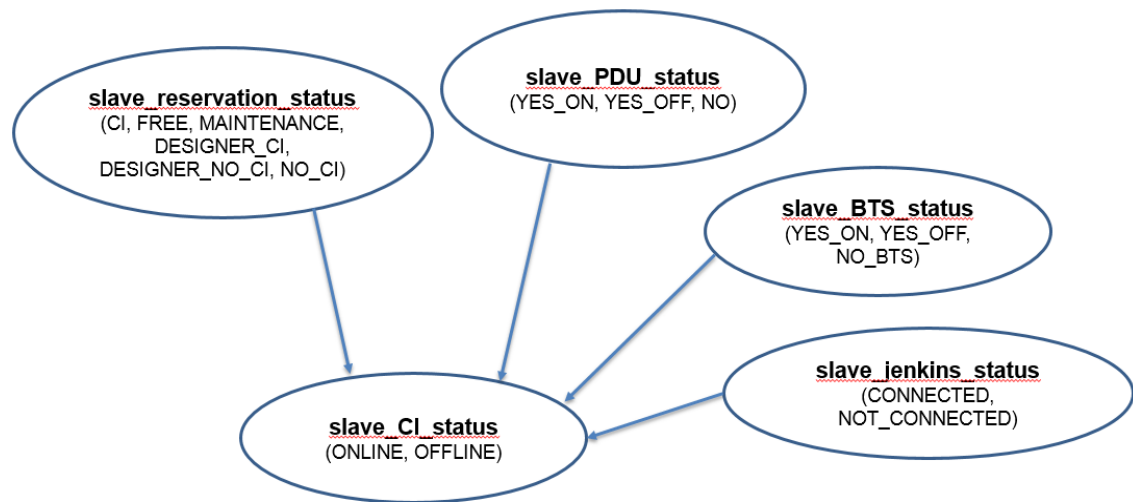 slave_reservation_status
(CI, FREE, MAINTENANCE,
DESIGNER_CI,
DESIGNER_NO_CI, NO_CI)
slave_PDU_status
(YES_ON, YES_OFF, NO)
slave_BTS_status
(YES_ON, YES_OFF,
NO_BTS)
slave_jenkins_status
(CONNECTED,
NOT_CONNECTED)
slave_CI_status
(ONLINE, OFFLINE)